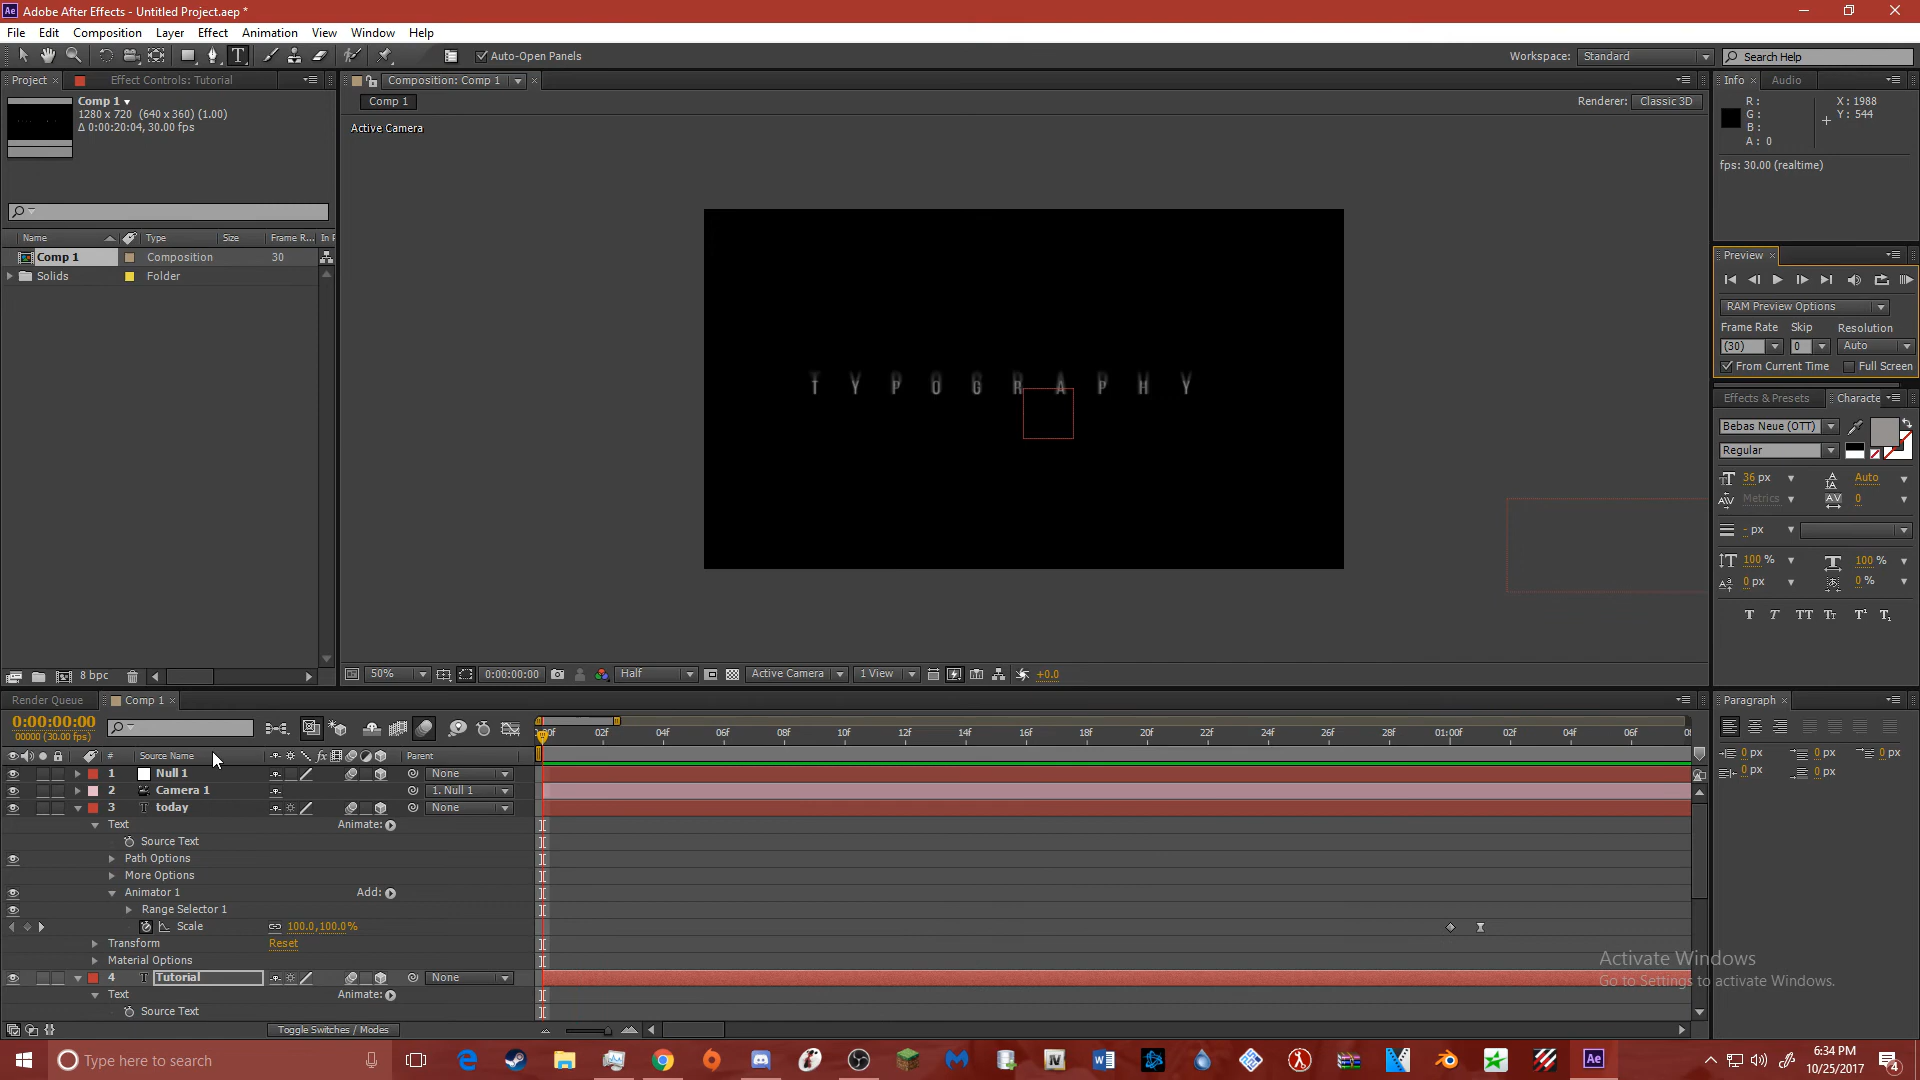 Adobe After Effects - Untitled Project.aep *
File Edit Composition Layer Effect Animation View Window Help
Auto-Open Panels
Workspace: Standard
Search Help
Project
Effect Controls: Tutorial
Comp 1
1280 x 720 (640 x 360) (1.00)
Δ 0:00:20:04, 30.00 fps
Name Type Size Frame R... In P
Comp 1 Composition 30
Solids Folder
8 bpc
Composition: Comp 1
Comp 1
Renderer: Classic 3D
Active Camera
TYPOGRAPHY
50% 0:00:00:00 Half Active Camera 1 View +0.0
Info Audio
R: X: 1988
G: Y: 544
B:
A: 0
fps: 30.00 (realtime)
Preview
RAM Preview Options
Frame Rate Skip Resolution
(30) 0 Auto
From Current Time Full Screen
Effects & Presets Characte
Bebas Neue (OTT)
Regular
36 px Auto
Metrics 0
- px
100 % 100 %
0 px 0 %
T T TT Tt T¹ T₁
Paragraph
0 px 0 px 0 px
0 px 0 px
Render Queue Comp 1
0:00:00:00
00000 (30.00 fps)
# Source Name Parent
:00f 02f 04f 06f 08f 10f 12f 14f 16f 18f 20f 22f 24f 26f 28f 01:00f 02f 04f 06f
1 Null 1 None
2 Camera 1 1. Null 1
3 today None
Text Animate:
Source Text
Path Options
More Options
Animator 1 Add:
Range Selector 1
Scale 100.0,100.0%
Transform Reset
Material Options
4 Tutorial None
Text Animate:
Source Text
Toggle Switches / Modes
Activate Windows
Go to Settings to activate Windows.
Type here to search
6:34 PM
10/25/2017
4